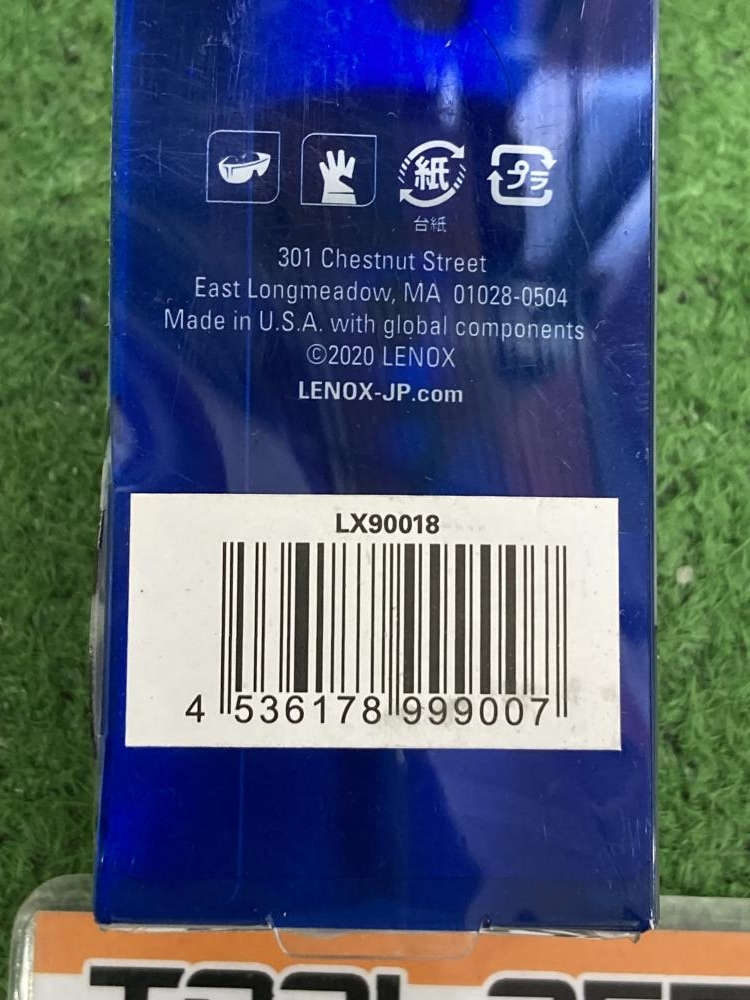 紙
プラ
台紙
301 Chestnut Street
East Longmeadow, MA 01028-0504
Made in U.S.A. with global components
©2020 LENOX
LENOX-JP.com
LX90018
4 536178 999007